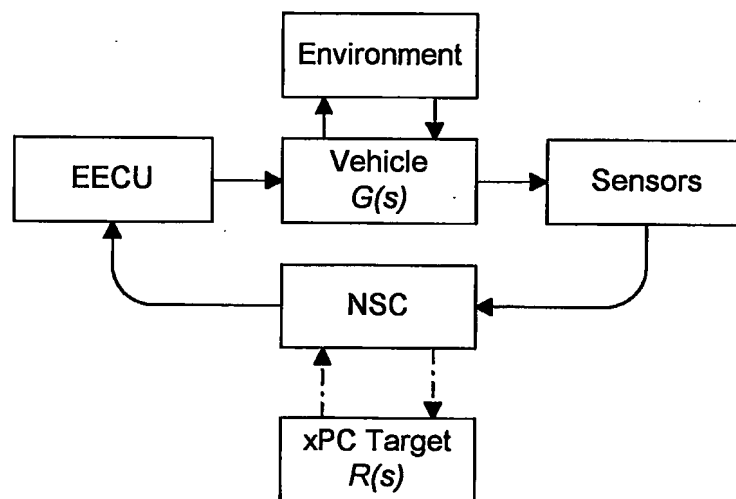 Environment
EECU
Vehicle
G(s)
Sensors
NSC
xPC Target
R(s)